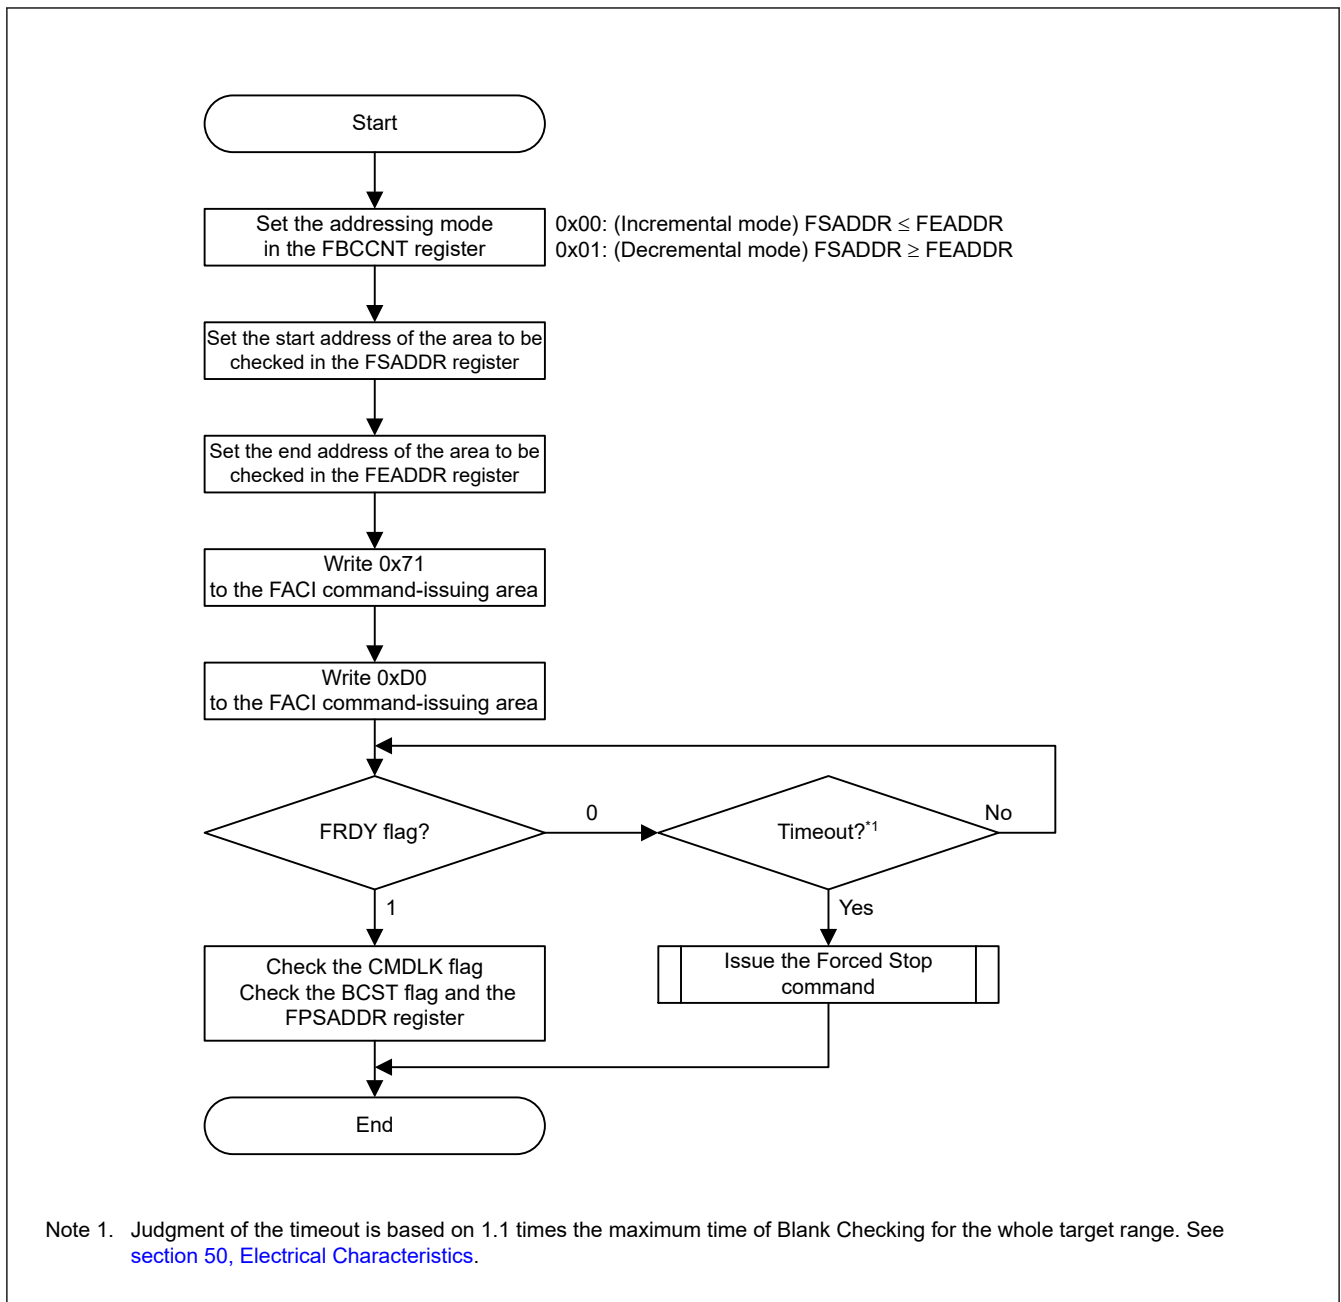 Start
Set the addressing mode
in the FBCCNT register
0x00: (Incremental mode) FSADDR ≤ FEADDR
0x01: (Decremental mode) FSADDR ≥ FEADDR
Set the start address of the area to be
checked in the FSADDR register
Set the end address of the area to be
checked in the FEADDR register
Write 0x71
to the FACI command-issuing area
Write 0xD0
to the FACI command-issuing area
FRDY flag?
0
Timeout?*1
No
1
Yes
Check the CMDLK flag
Check the BCST flag and the
FPSADDR register
Issue the Forced Stop
command
End
Note 1. Judgment of the timeout is based on 1.1 times the maximum time of Blank Checking for the whole target range. See
section 50, Electrical Characteristics.